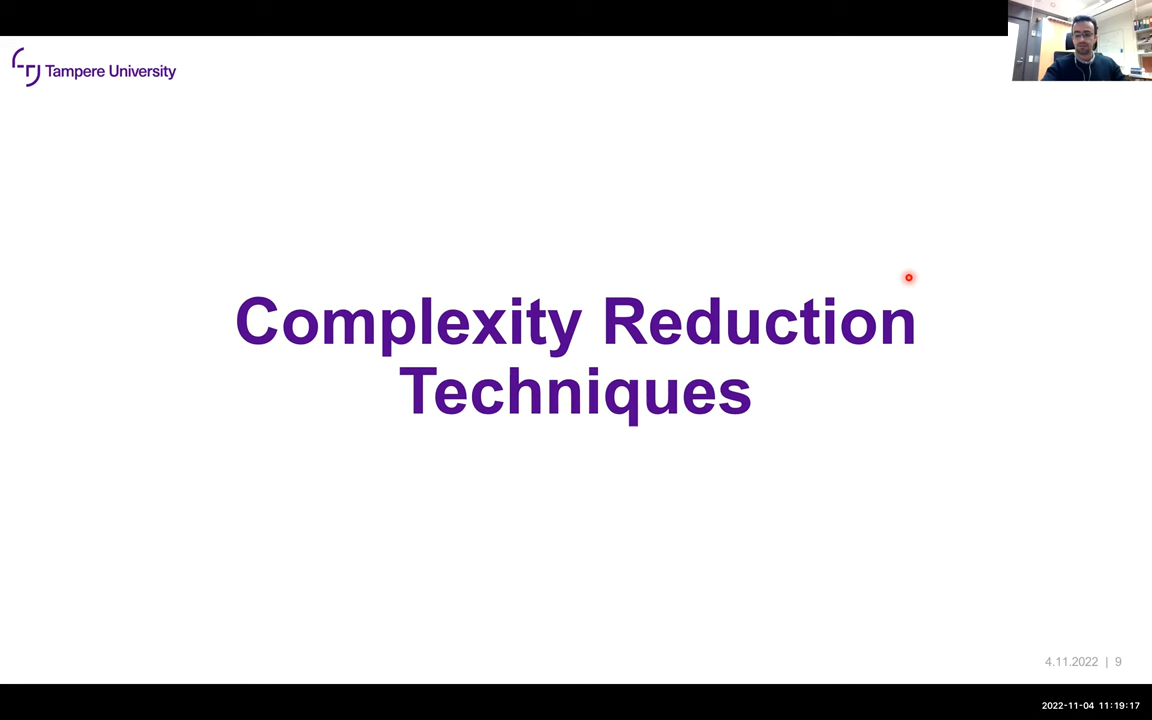 Tampere University
Complexity Reduction
Techniques
4.11.2022 | 9
2022-11-04 11:19:17